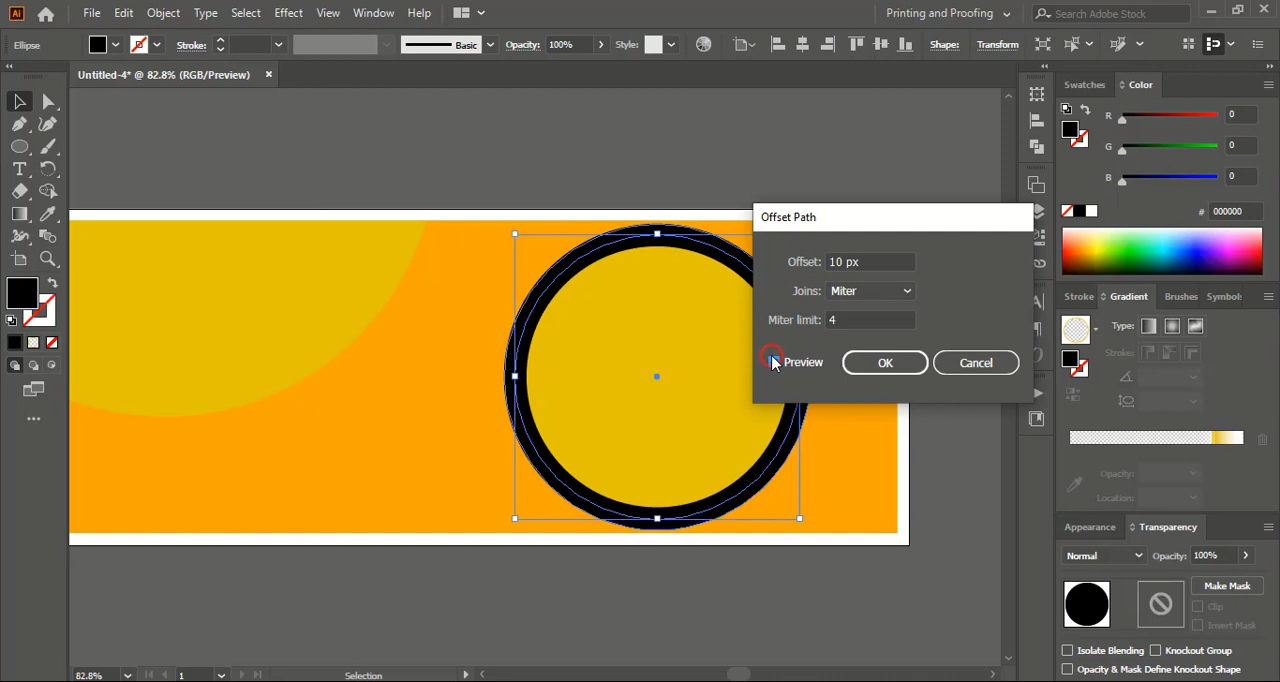 Ai File Edit Object Type Select Effect View Window Help Printing and Proofing Search Adobe Stock
Ellipse Stroke: Basic Opacity: 100% Style: Shape: Transform
Untitled-4* @ 82.8% (RGB/Preview)
Swatches Color
R 0
G 0
B 0
# 000000
Offset Path
Offset: 10 px
Joins: Miter
Miter limit: 4
Preview OK Cancel
Stroke Gradient Brushes Symbols
Type:
Stroke:
Opacity:
Location:
Appearance Transparency
Normal Opacity: 100%
Make Mask
Clip
Invert Mask
Isolate Blending Knockout Group
Opacity & Mask Define Knockout Shape
82.8% 1 Selection